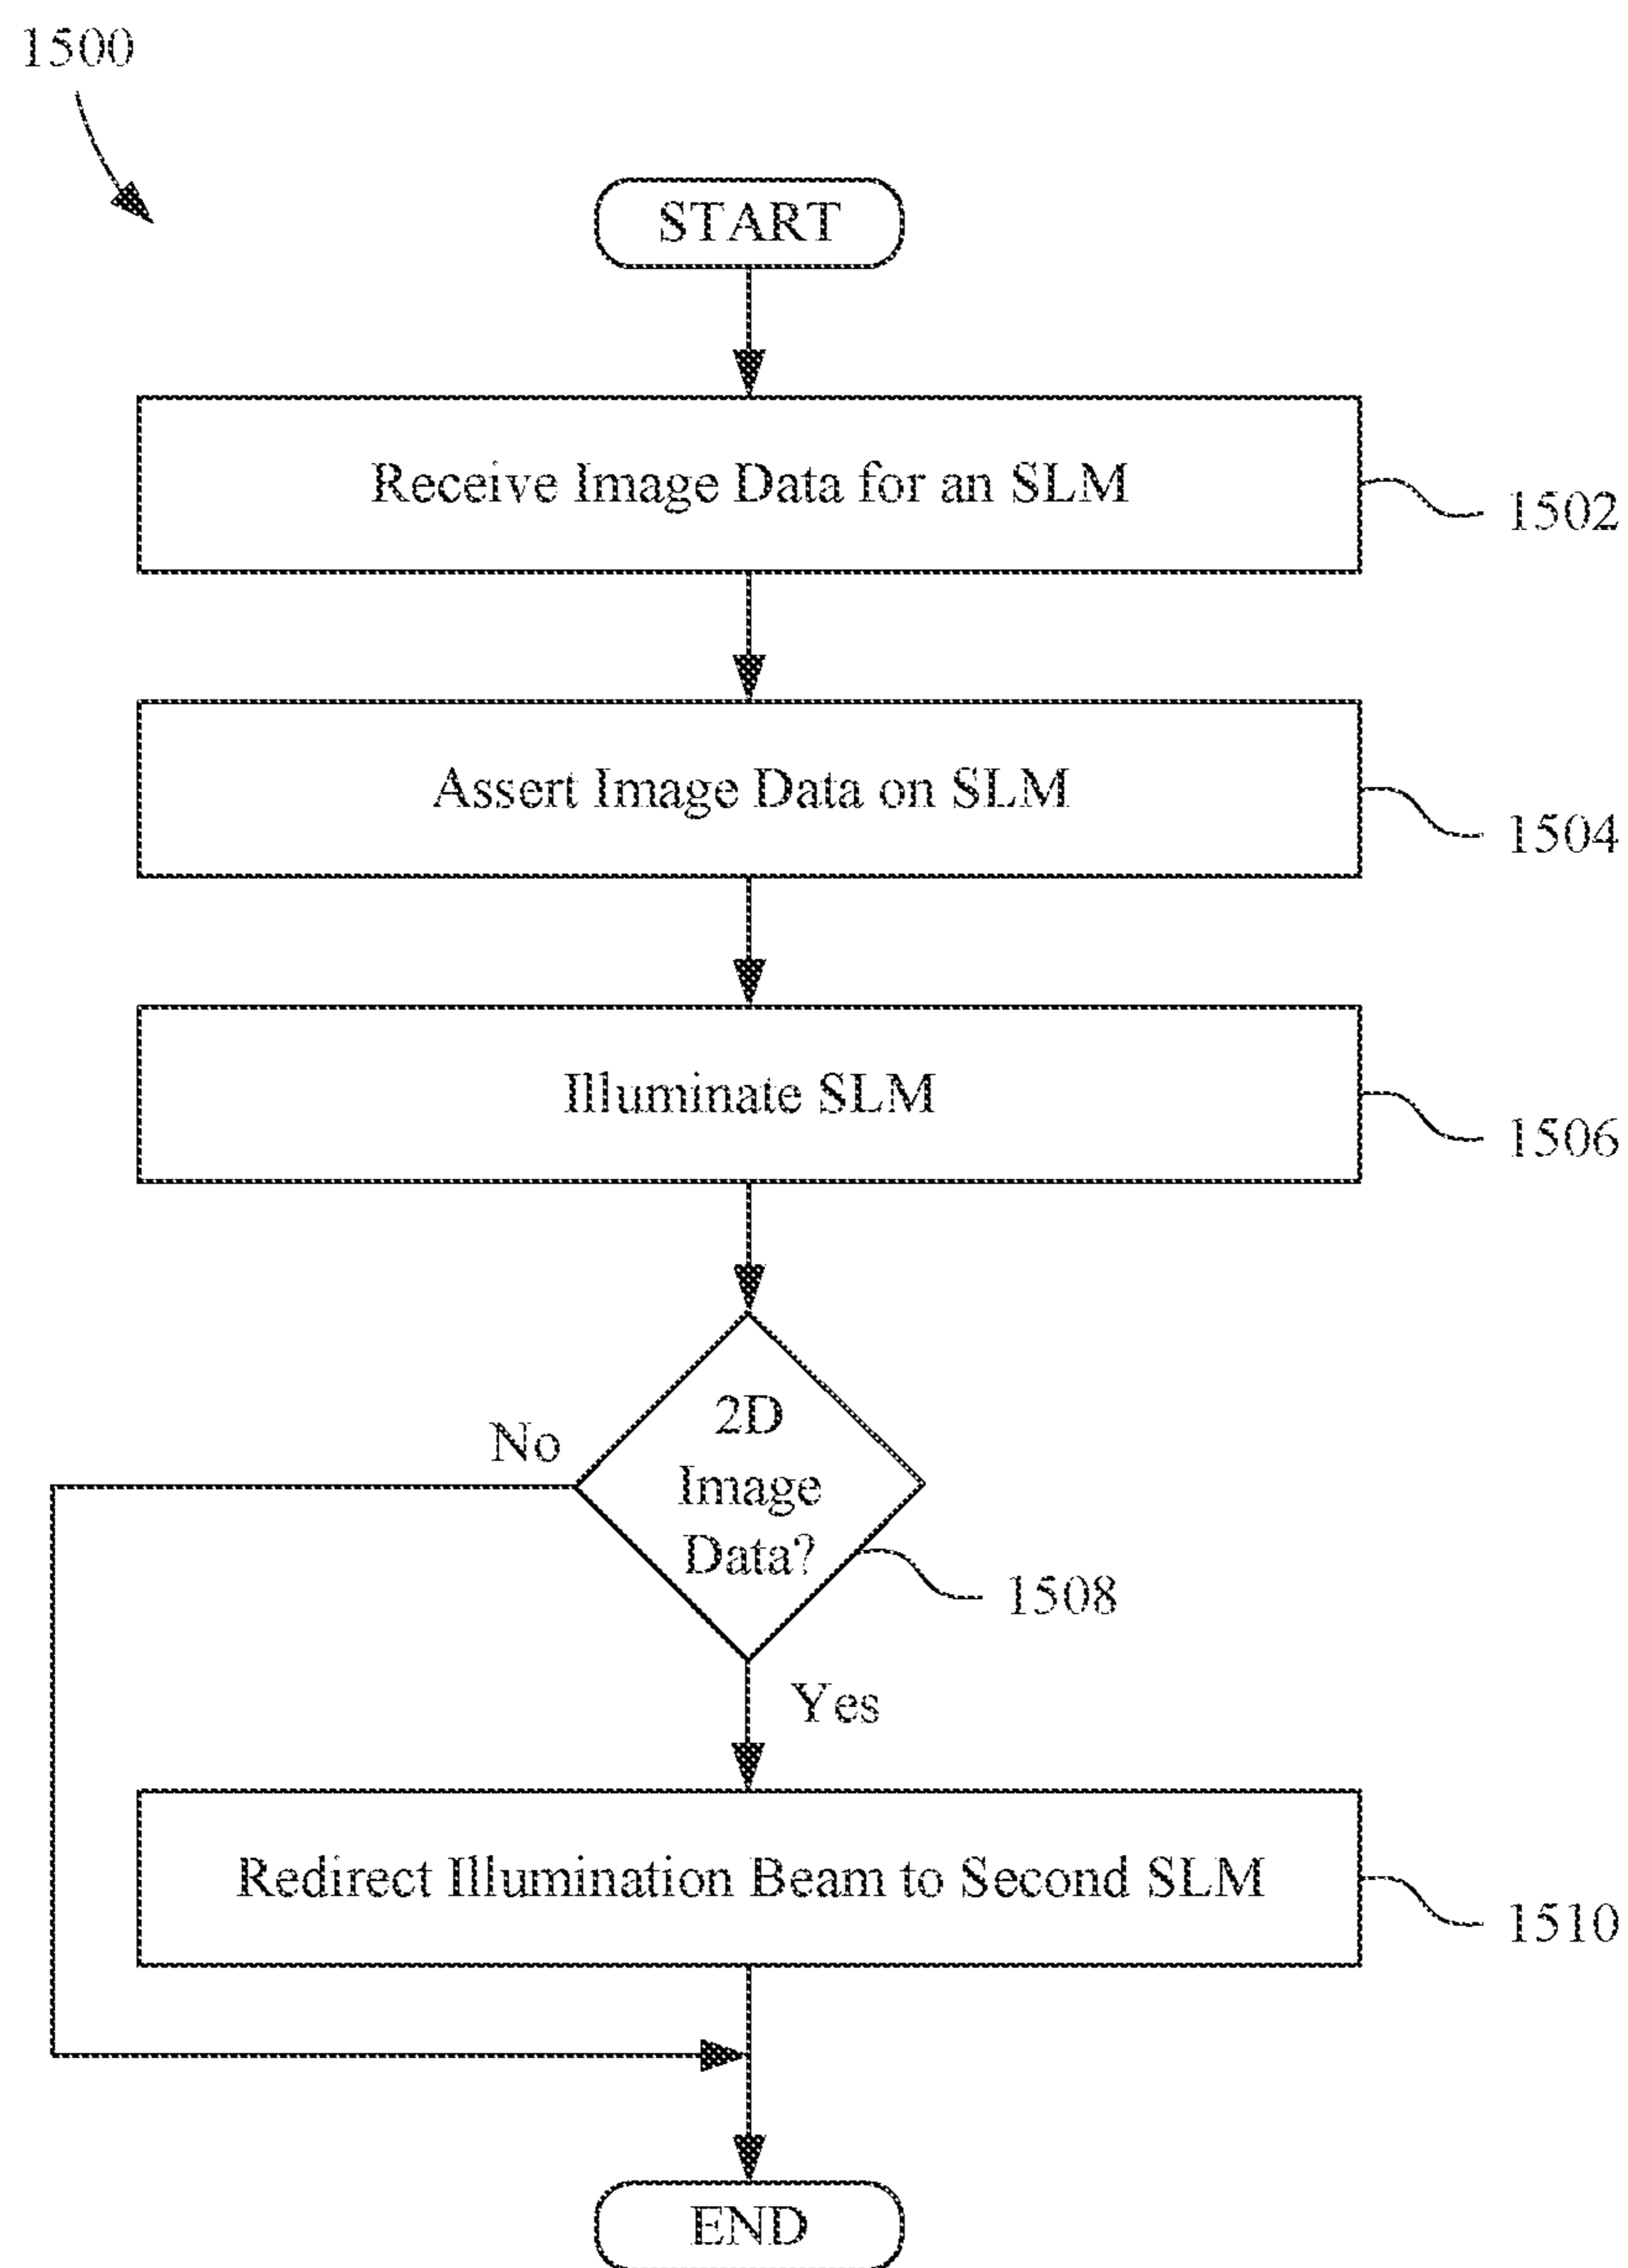 1500
START
Receive Image Data for an SLM
1502
Assert Image Data on SLM
1504
Illuminate SLM
1506
2D
Image
Data?
No
1508
Yes
Redirect Illumination Beam to Second SLM
1510
END